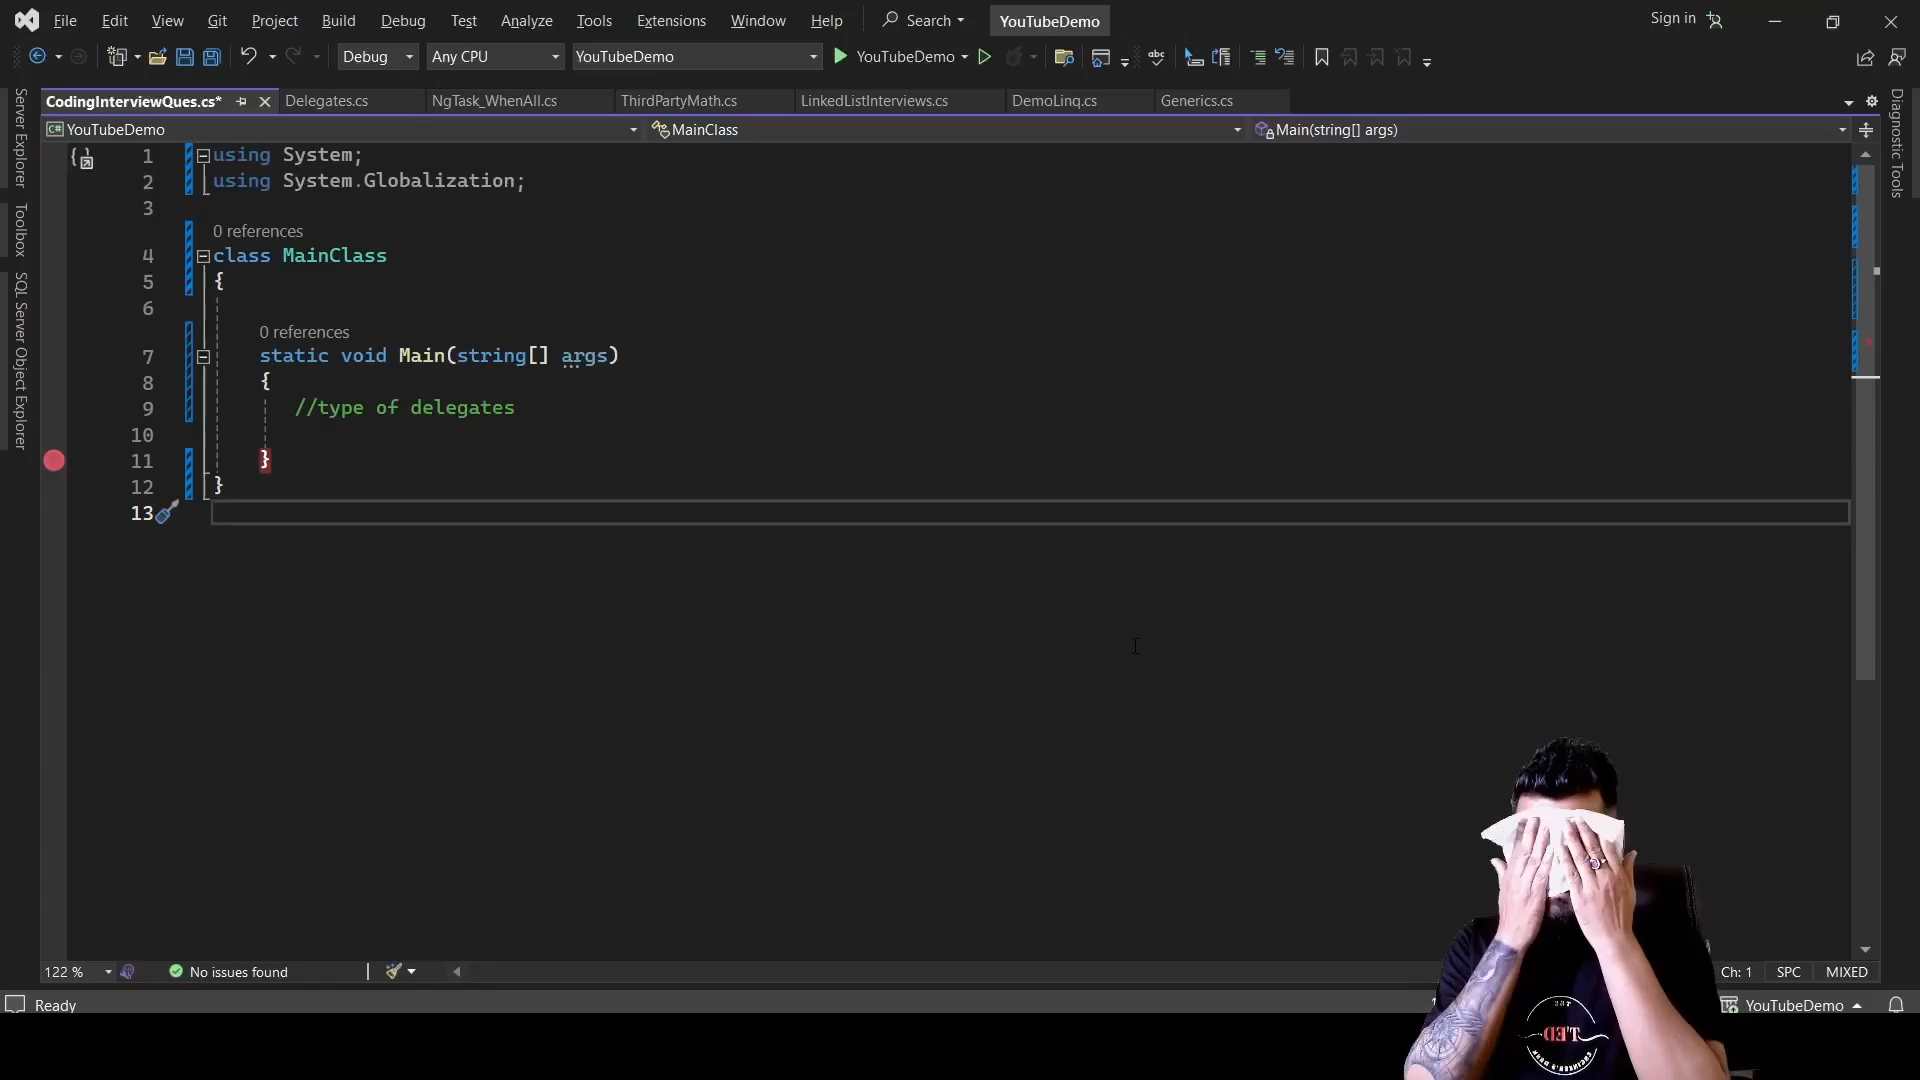 File Edit View Git Project Build Debug Test Analyze Tools Extensions Window Help Search YouTubeDemo Sign in
Debug Any CPU YouTubeDemo YouTubeDemo
CodingInterviewQues.cs* Delegates.cs NgTask_WhenAll.cs ThirdPartyMath.cs LinkedListInterviews.cs DemoLinq.cs Generics.cs
C# YouTubeDemo MainClass Main(string[] args)
Server Explorer
Toolbox
SQL Server Object Explorer
Diagnostic Tools
1 using System;
2 using System.Globalization;
3
0 references
4 class MainClass
5 {
6
0 references
7 static void Main(string[] args)
8 {
9 //type of delegates
10
11 }
12 }
13
122 % No issues found Ch: 1 SPC MIXED
Ready YouTubeDemo